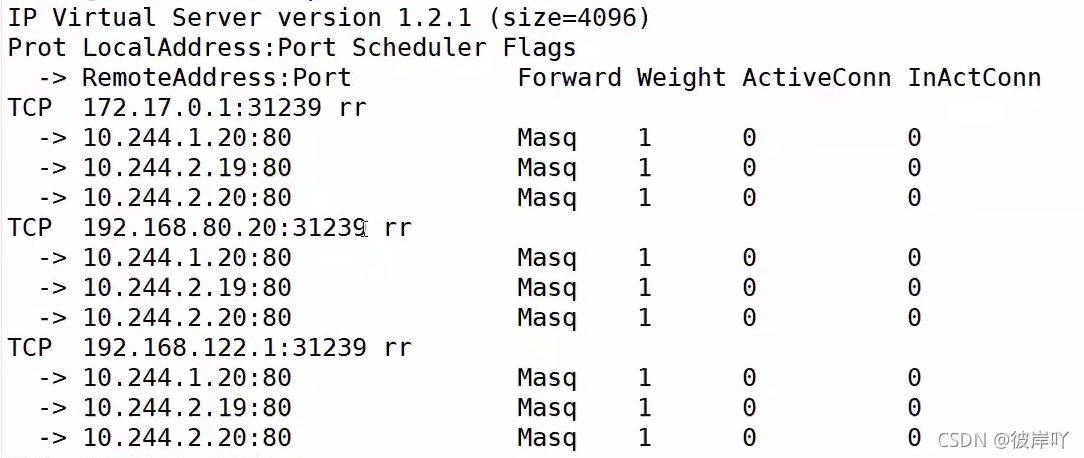 IP Virtual Server version 1.2.1 (size=4096)
Prot LocalAddress:Port Scheduler Flags
  -> RemoteAddress:Port           Forward Weight ActiveConn InActConn
TCP  172.17.0.1:31239 rr
  -> 10.244.1.20:80               Masq    1      0          0
  -> 10.244.2.19:80               Masq    1      0          0
  -> 10.244.2.20:80               Masq    1      0          0
TCP  192.168.80.20:31239 rr
  -> 10.244.1.20:80               Masq    1      0          0
  -> 10.244.2.19:80               Masq    1      0          0
  -> 10.244.2.20:80               Masq    1      0          0
TCP  192.168.122.1:31239 rr
  -> 10.244.1.20:80               Masq    1      0          0
  -> 10.244.2.19:80               Masq    1      0          0
  -> 10.244.2.20:80               Masq    1      0          0
CSDN @彼岸吖